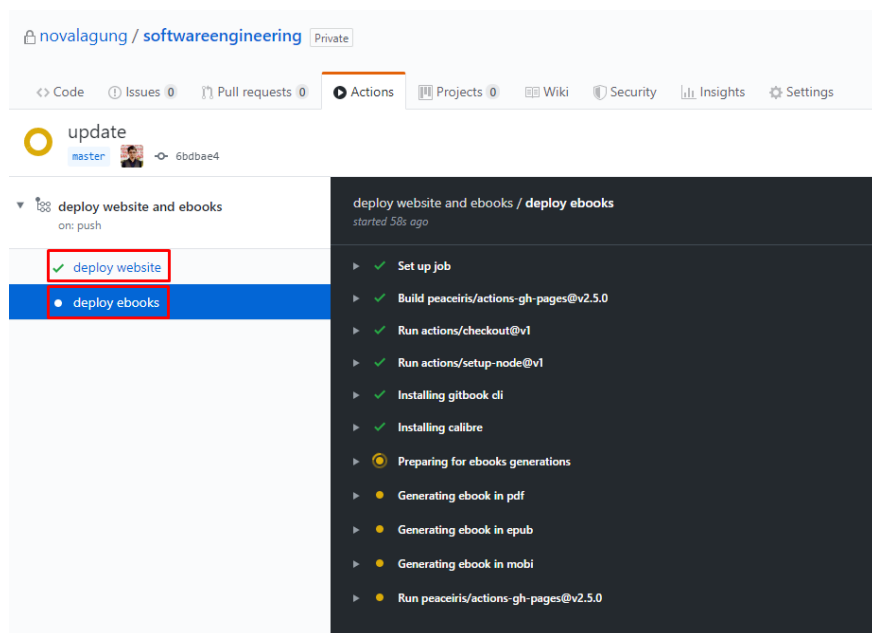 novalagung / softwareengineering Private
Code Issues 0 Pull requests 0 Actions Projects 0 Wiki Security Insights Settings
update
master 6bdbae4
deploy website and ebooks
on: push
deploy website
deploy ebooks
deploy website and ebooks / deploy ebooks
started 58s ago
Set up job
Build peaceiris/actions-gh-pages@v2.5.0
Run actions/checkout@v1
Run actions/setup-node@v1
Installing gitbook cli
Installing calibre
Preparing for ebooks generations
Generating ebook in pdf
Generating ebook in epub
Generating ebook in mobi
Run peaceiris/actions-gh-pages@v2.5.0